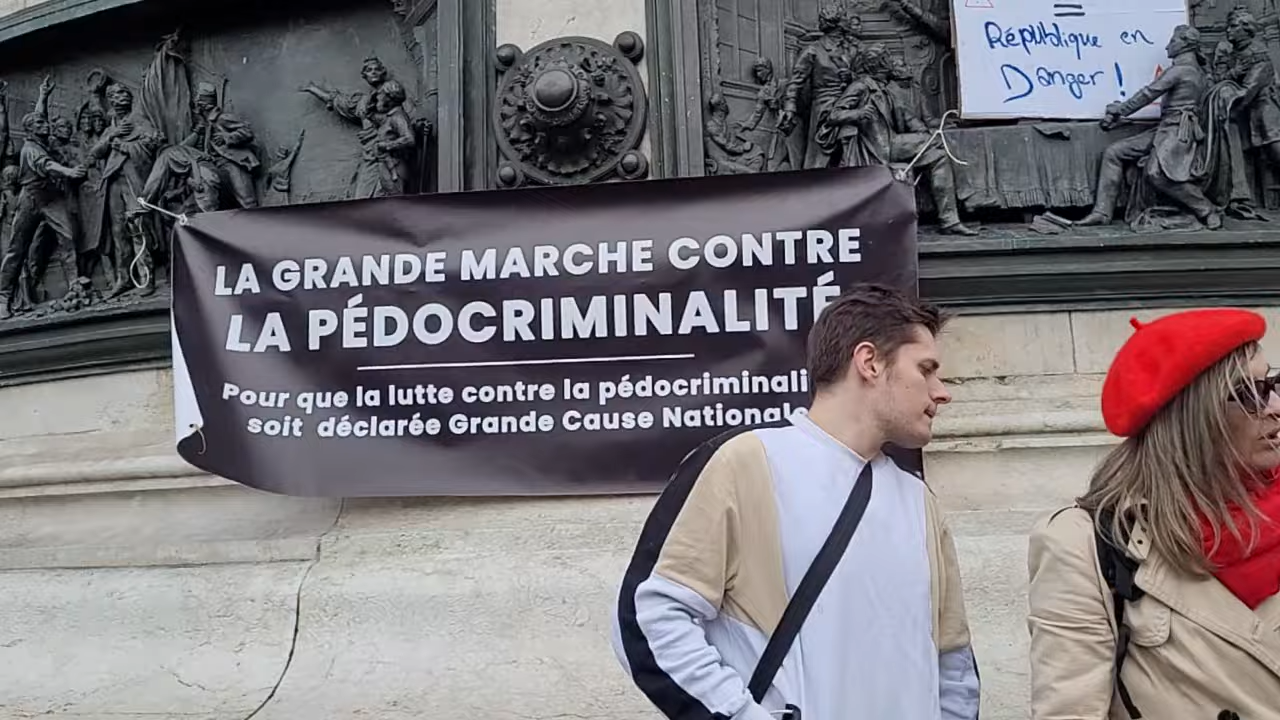 =
République en
Danger !
LA GRANDE MARCHE CONTRE
LA PÉDOCRIMINALITÉ
Pour que la lutte contre la pédocriminali
soit déclarée Grande Cause Nationale